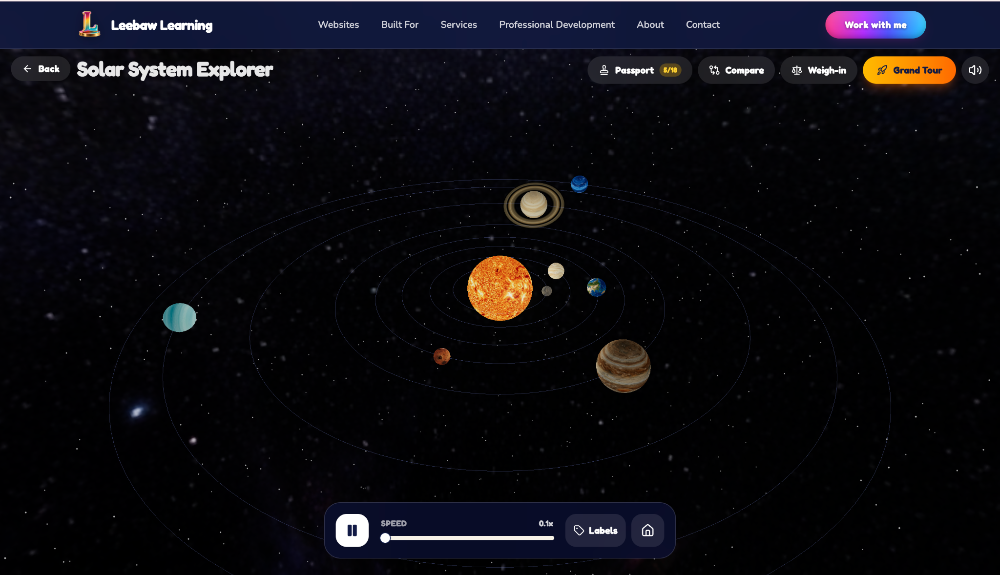 Leebaw Learning
Websites
Built For
Services
Professional Development
About
Contact
Work with me
Back
Solar System Explorer
Passport 5/18
Compare
Weigh-in
Grand Tour
SPEED 0.1x
Labels